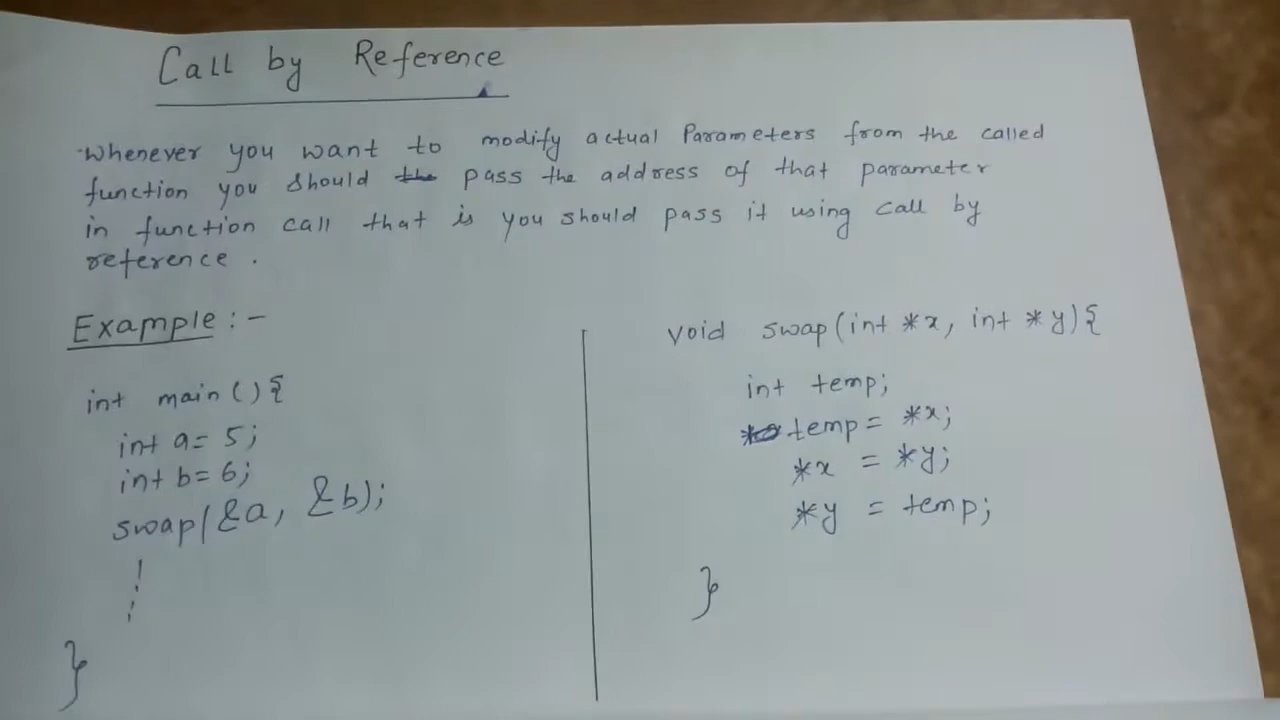 Call by Reference
Whenever you want to modify actual Parameters from the called
function you should the pass the address of that parameter
in function call that is you should pass it using call by
reference .
Example :-
int main () {
int a = 5;
int b = 6;
swap(&a, &b);
}
void swap(int *x, int *y) {
int temp;
temp = *x;
*x = *y;
*y = temp;
}